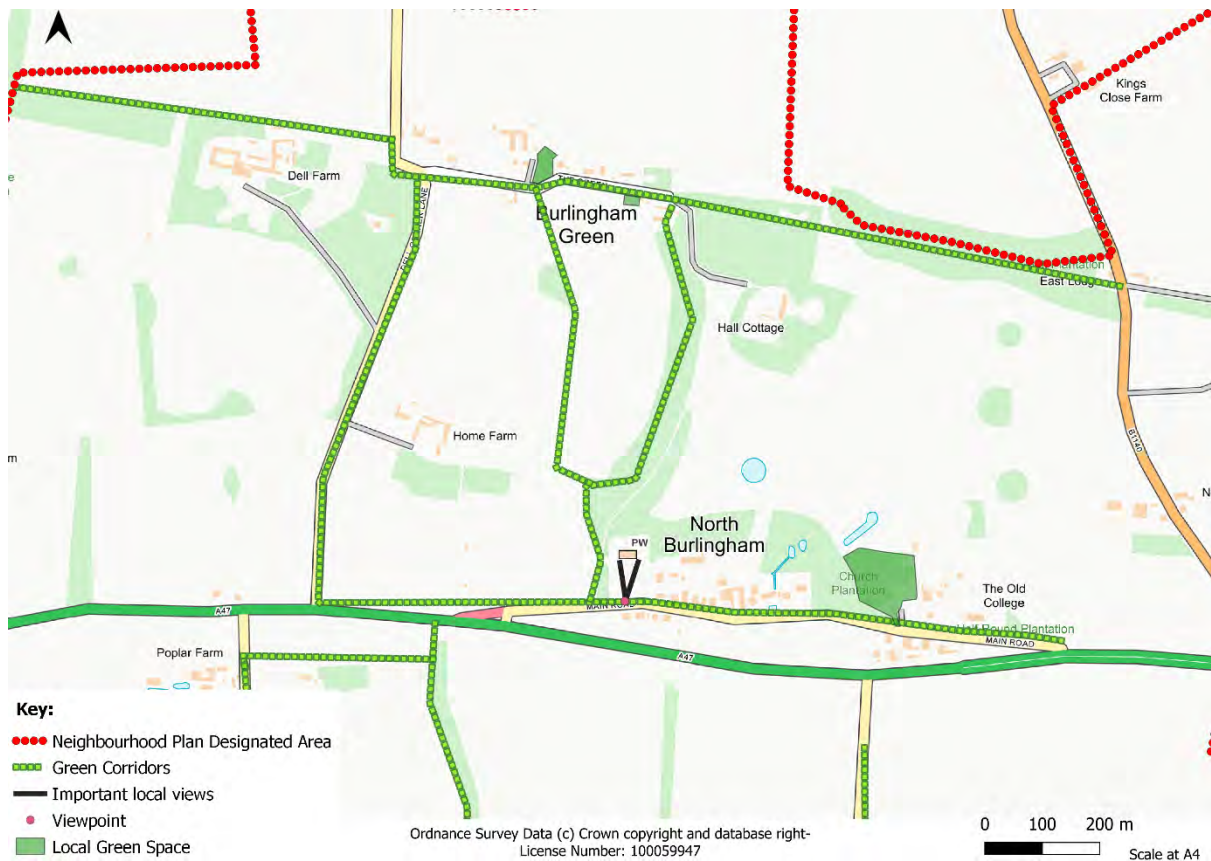 Kings
Close Farm
Dell Farm
THE GREEN
Burlingham
Green
East Lodge
Hall Cottage
Home Farm
B1140
North
Burlingham
PW
Church
Plantation
The Old
College
A47
MAIN ROAD
Half Round Plantation
MAIN ROAD
Poplar Farm
A47
Key:
Neighbourhood Plan Designated Area
Green Corridors
Important local views
Viewpoint
Local Green Space
Ordnance Survey Data (c) Crown copyright and database right-
License Number: 100059947
0 100 200 m
Scale at A4